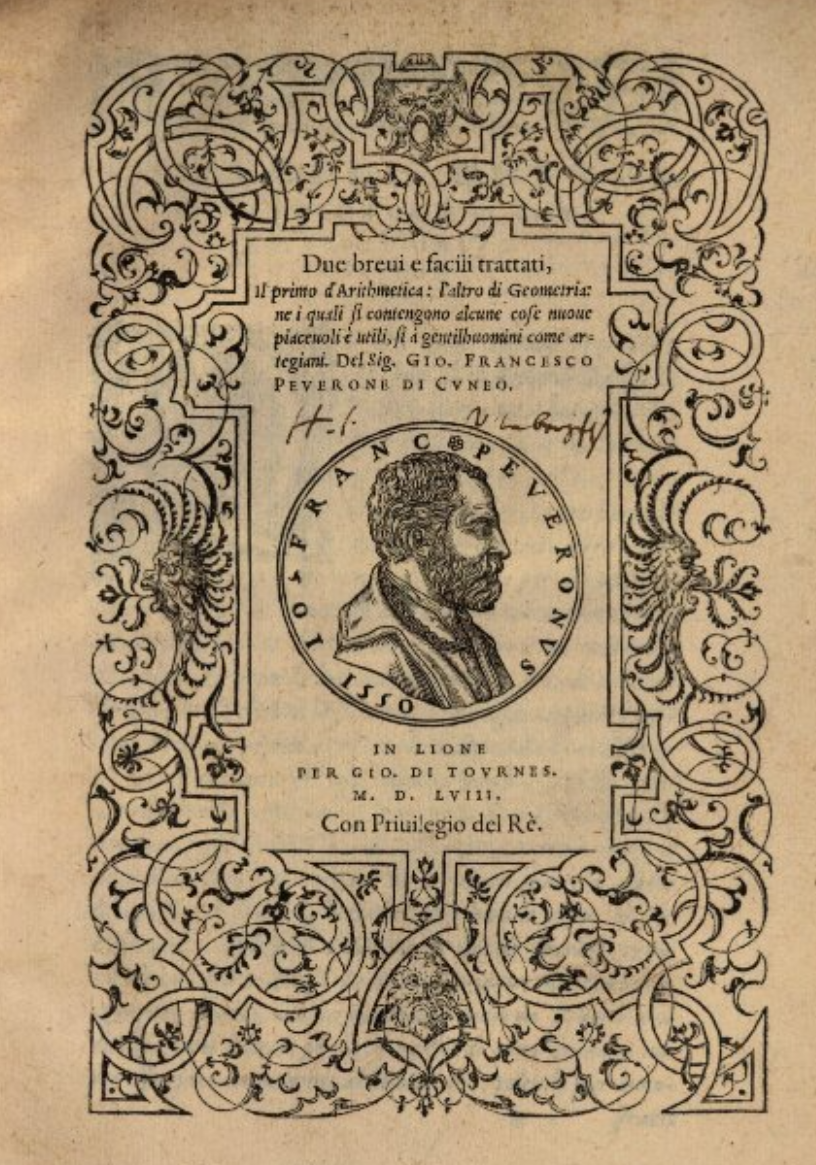 Due breui e facili trattati,
Il primo d'Arithmetica: l'altro di Geometria:
ne i quali ſi contengono alcune coſe nuoue
piaceuoli è utili, ſi à gentilhuomini come ar-
tegiani. Del Sig. GIO. FRANCESCO
PEVERONE DI CVNEO.
H.
IO FRANC PEVERONVS
1550
IN LIONE
PER GIO. DI TOVRNES.
M. D. LVIII.
Con Priuilegio del Rè.